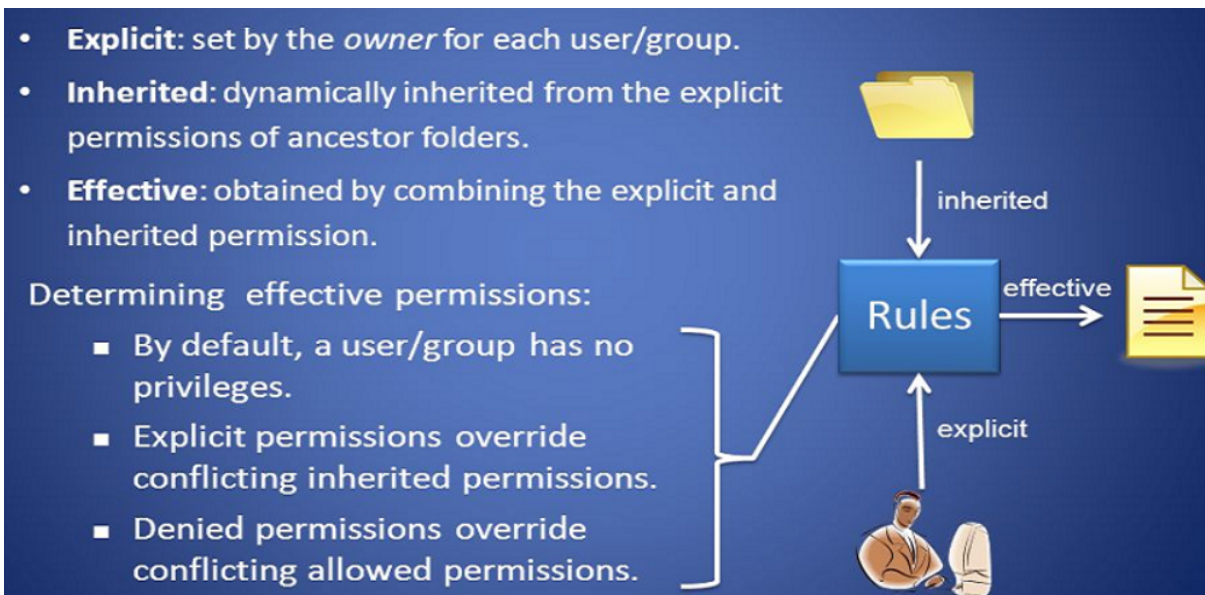 • Explicit: set by the owner for each user/group.
• Inherited: dynamically inherited from the explicit
permissions of ancestor folders.
• Effective: obtained by combining the explicit and
inherited permission.
Determining effective permissions:
▪ By default, a user/group has no
privileges.
▪ Explicit permissions override
conflicting inherited permissions.
▪ Denied permissions override
conflicting allowed permissions.
inherited
Rules
effective
explicit